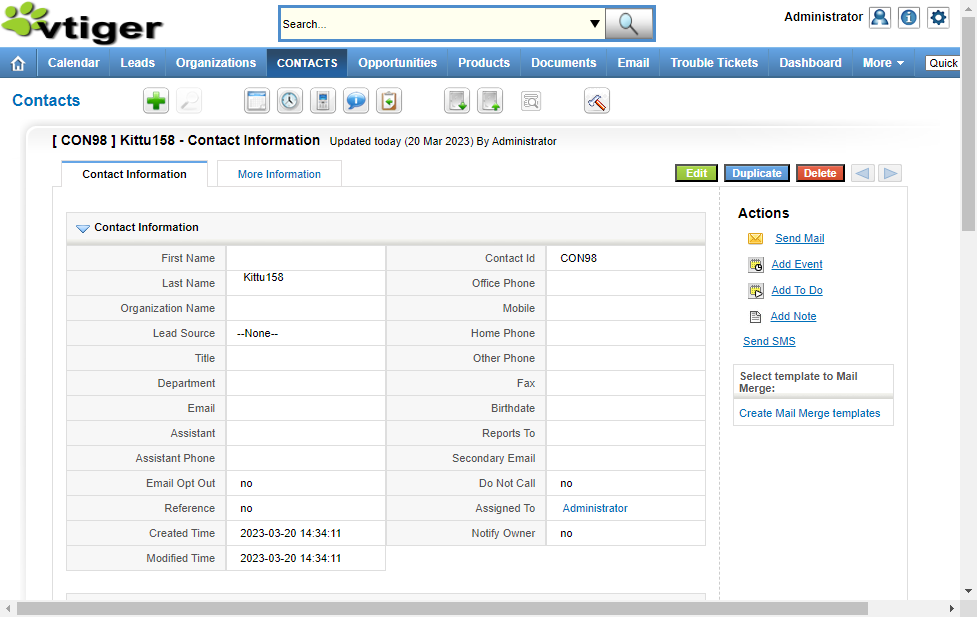 vtiger
Search...
Administrator
Calendar Leads Organizations CONTACTS Opportunities Products Documents Email Trouble Tickets Dashboard More Quick
Contacts
[ CON98 ] Kittu158 - Contact Information Updated today (20 Mar 2023) By Administrator
Contact Information More Information Edit Duplicate Delete
Contact Information
First Name Contact Id CON98
Last Name Kittu158 Office Phone
Organization Name Mobile
Lead Source --None-- Home Phone
Title Other Phone
Department Fax
Email Birthdate
Assistant Reports To
Assistant Phone Secondary Email
Email Opt Out no Do Not Call no
Reference no Assigned To Administrator
Created Time 2023-03-20 14:34:11 Notify Owner no
Modified Time 2023-03-20 14:34:11
Actions
Send Mail
Add Event
Add To Do
Add Note
Send SMS
Select template to Mail
Merge:
Create Mail Merge templates